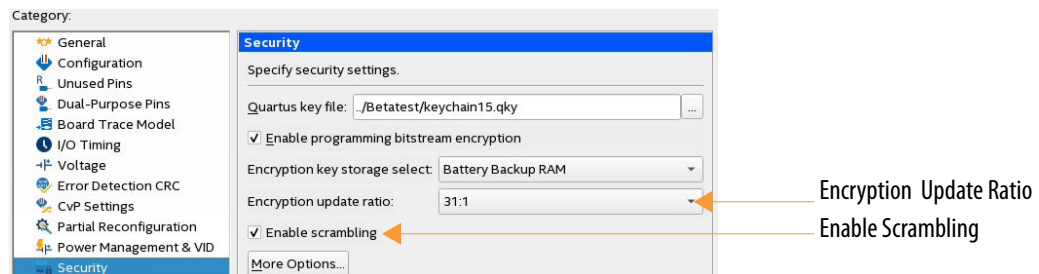 Category:
General
Configuration
Unused Pins
Dual-Purpose Pins
Board Trace Model
I/O Timing
Voltage
Error Detection CRC
CvP Settings
Partial Reconfiguration
Power Management & VID
Security
Security
Specify security settings.
Quartus key file: ../Betatest/keychain15.qky ...
Enable programming bitstream encryption
Encryption key storage select: Battery Backup RAM
Encryption update ratio: 31:1
Enable scrambling
More Options...
Encryption Update Ratio
Enable Scrambling